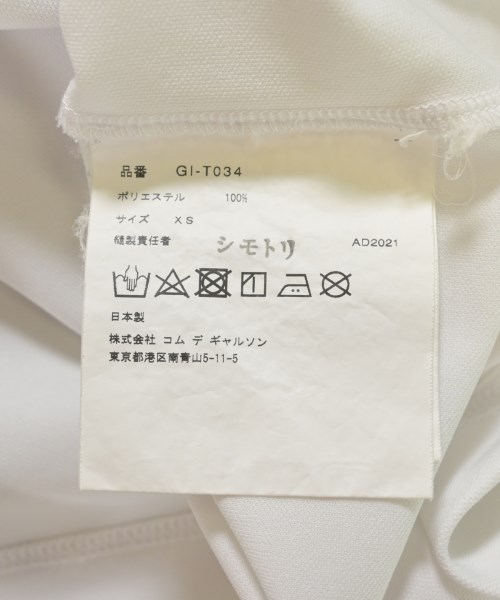 品番 GI-T034
ポリエステル 100%
サイズ XS
縫製責任者 シモトリ AD2021
日本製
株式会社 コム デ ギャルソン
東京都港区南青山5-11-5